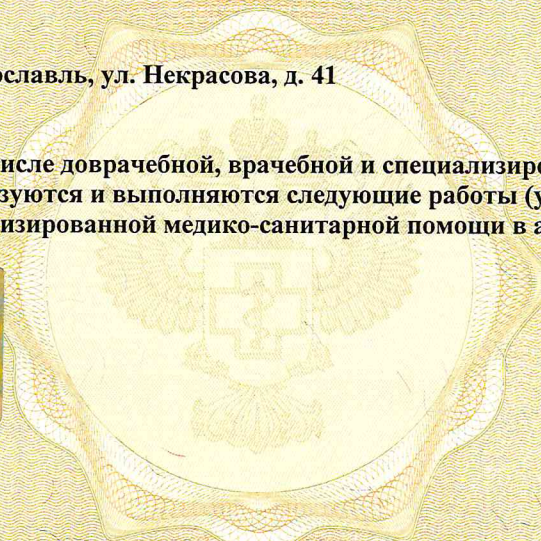 ославль, ул. Некрасова, д. 41
исле доврачебной, врачебной и специализиро
зуются и выполняются следующие работы (у
изированной медико-санитарной помощи в а